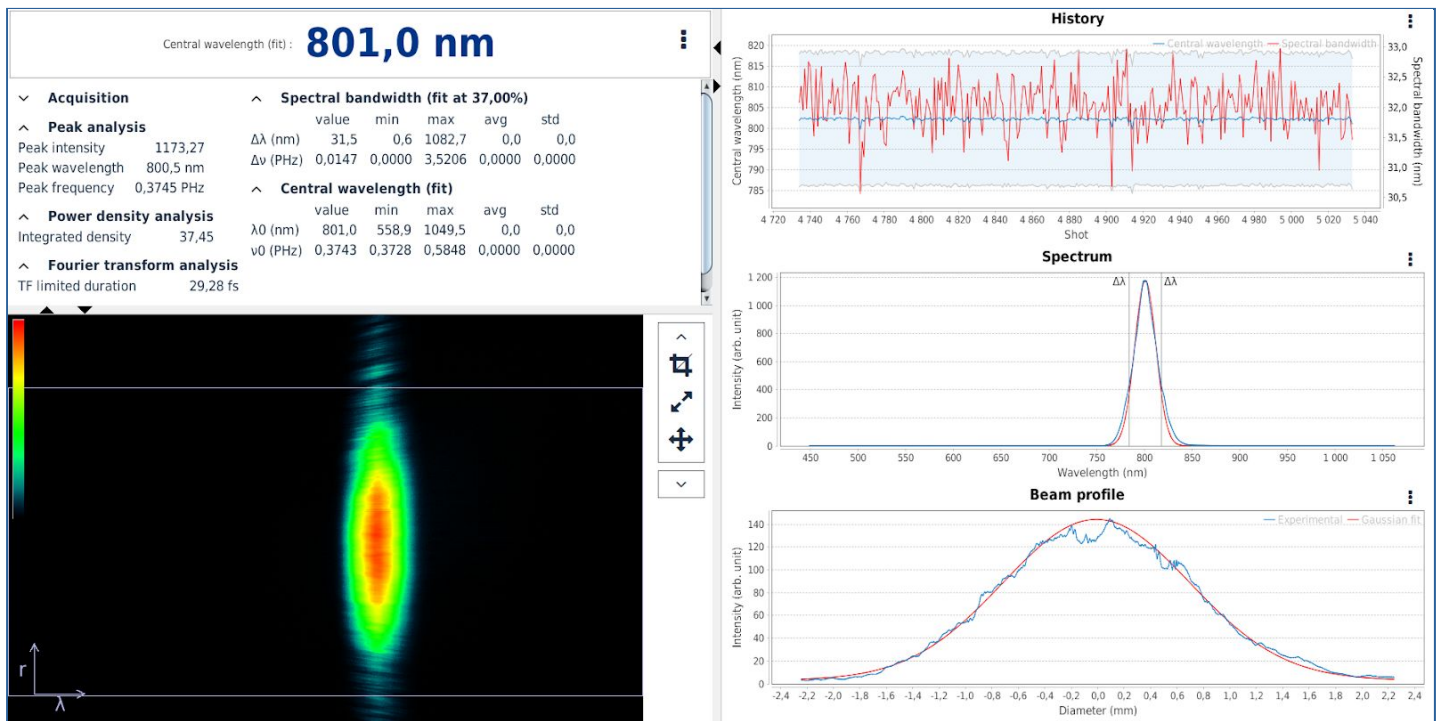 Central wavelength (fit) : 801,0 nm
Acquisition
Peak analysis
Peak intensity 1173,27
Peak wavelength 800,5 nm
Peak frequency 0,3745 PHz
Power density analysis
Integrated density 37,45
Fourier transform analysis
TF limited duration 29,28 fs
Spectral bandwidth (fit at 37,00%)
value min max avg std
Δλ (nm) 31,5 0,6 1082,7 0,0 0,0
Δν (PHz) 0,0147 0,0000 3,5206 0,0000 0,0000
Central wavelength (fit)
value min max avg std
λ0 (nm) 801,0 558,9 1049,5 0,0 0,0
ν0 (PHz) 0,3743 0,3728 0,5848 0,0000 0,0000
r
λ
History
Central wavelength Spectral bandwidth
Central wavelength (nm)
820
815
810
805
800
795
790
785
33,0
32,5
32,0
31,5
31,0
30,5
Spectral bandwidth (nm)
4 720 4 740 4 760 4 780 4 800 4 820 4 840 4 860 4 880 4 900 4 920 4 940 4 960 4 980 5 000 5 020 5 040
Shot
Spectrum
Δλ Δλ
Intensity (arb. unit)
1 200
1 000
800
600
400
200
0
450 500 550 600 650 700 750 800 850 900 950 1 000 1 050
Wavelength (nm)
Beam profile
Experimental Gaussian fit
Intensity (arb. unit)
140
120
100
80
60
40
20
0
-2,4 -2,2 -2,0 -1,8 -1,6 -1,4 -1,2 -1,0 -0,8 -0,6 -0,4 -0,2 0,0 0,2 0,4 0,6 0,8 1,0 1,2 1,4 1,6 1,8 2,0 2,2 2,4
Diameter (mm)